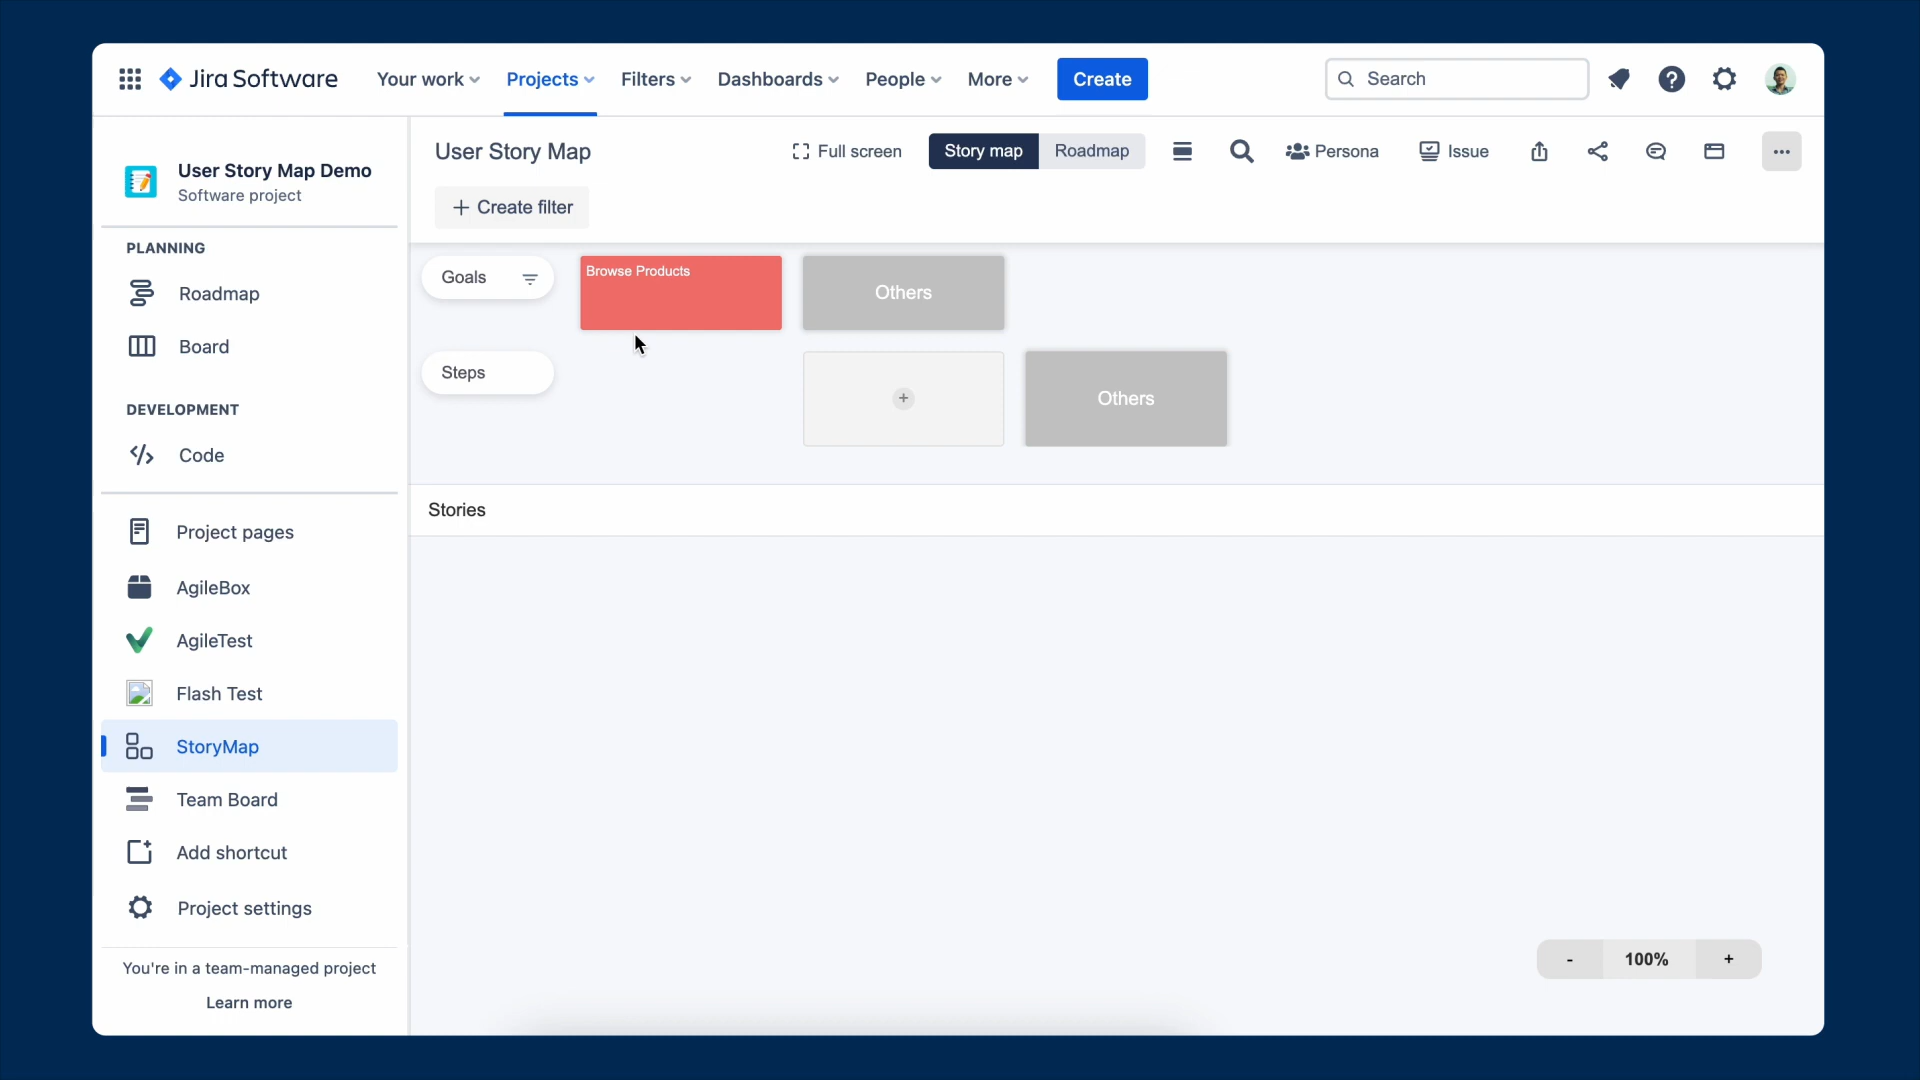 Jira Software
Your work
Projects
Filters
Dashboards
People
More
Create
Search
User Story Map Demo
Software project
PLANNING
Roadmap
Board
DEVELOPMENT
Code
Project pages
AgileBox
AgileTest
Flash Test
StoryMap
Team Board
Add shortcut
Project settings
You're in a team-managed project
Learn more
User Story Map
Full screen
Story map
Roadmap
Persona
Issue
+ Create filter
Goals
Browse Products
Others
Steps
+
Others
Stories
- 100% +